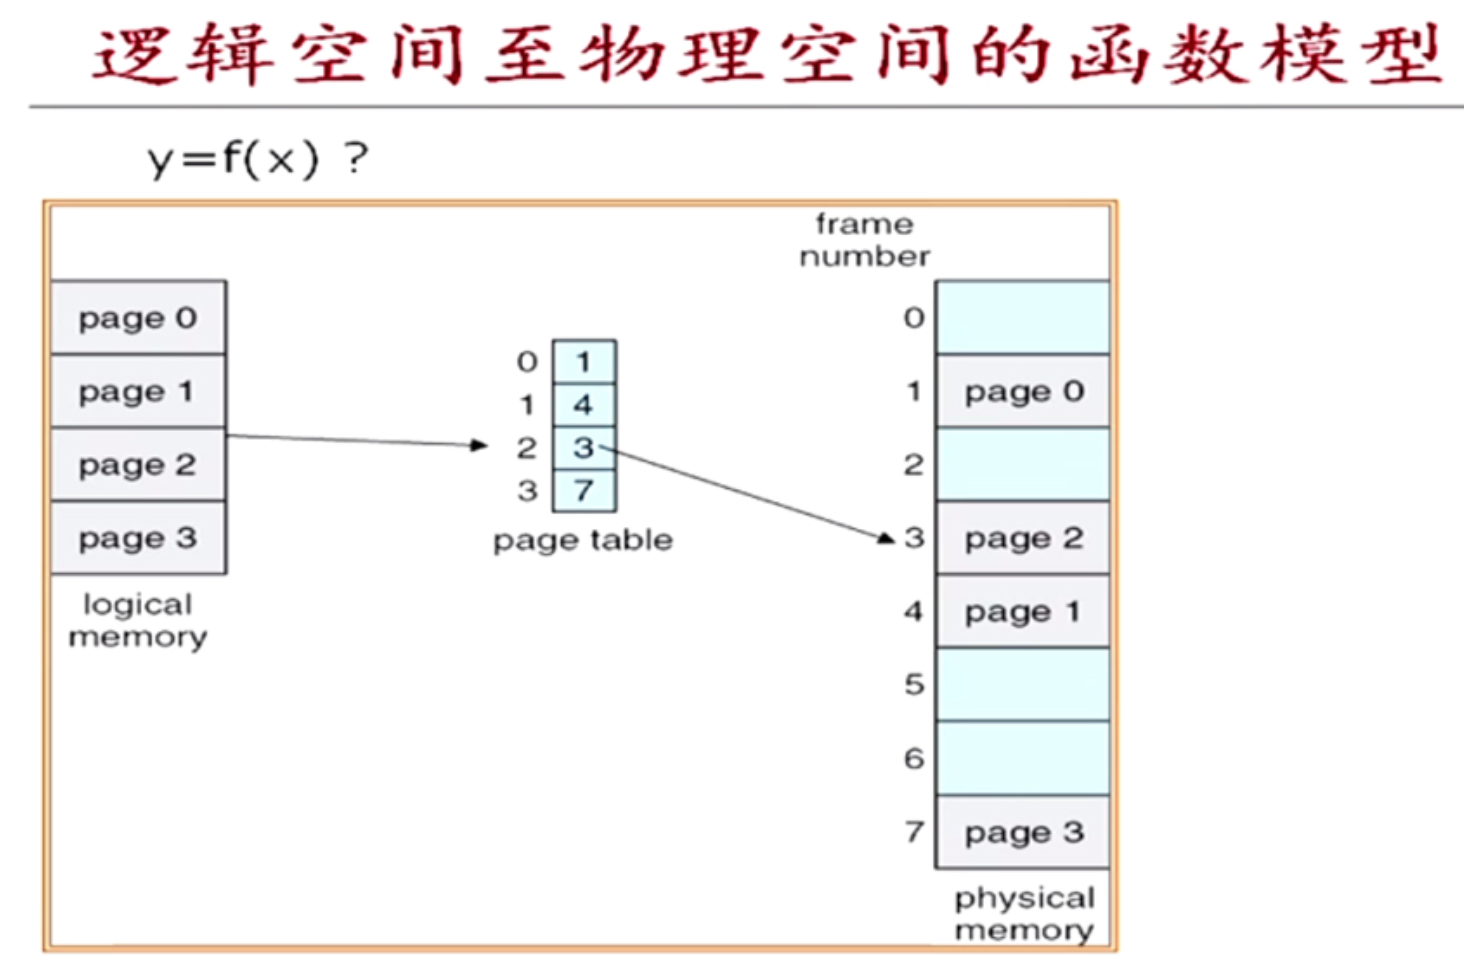 逻辑空间至物理空间的函数模型
y=f(x) ?
frame
number
page 0
page 1
page 2
page 3
logical
memory
0 1
1 4
2 3
3 7
page table
0
1 page 0
2
3 page 2
4 page 1
5
6
7 page 3
physical
memory